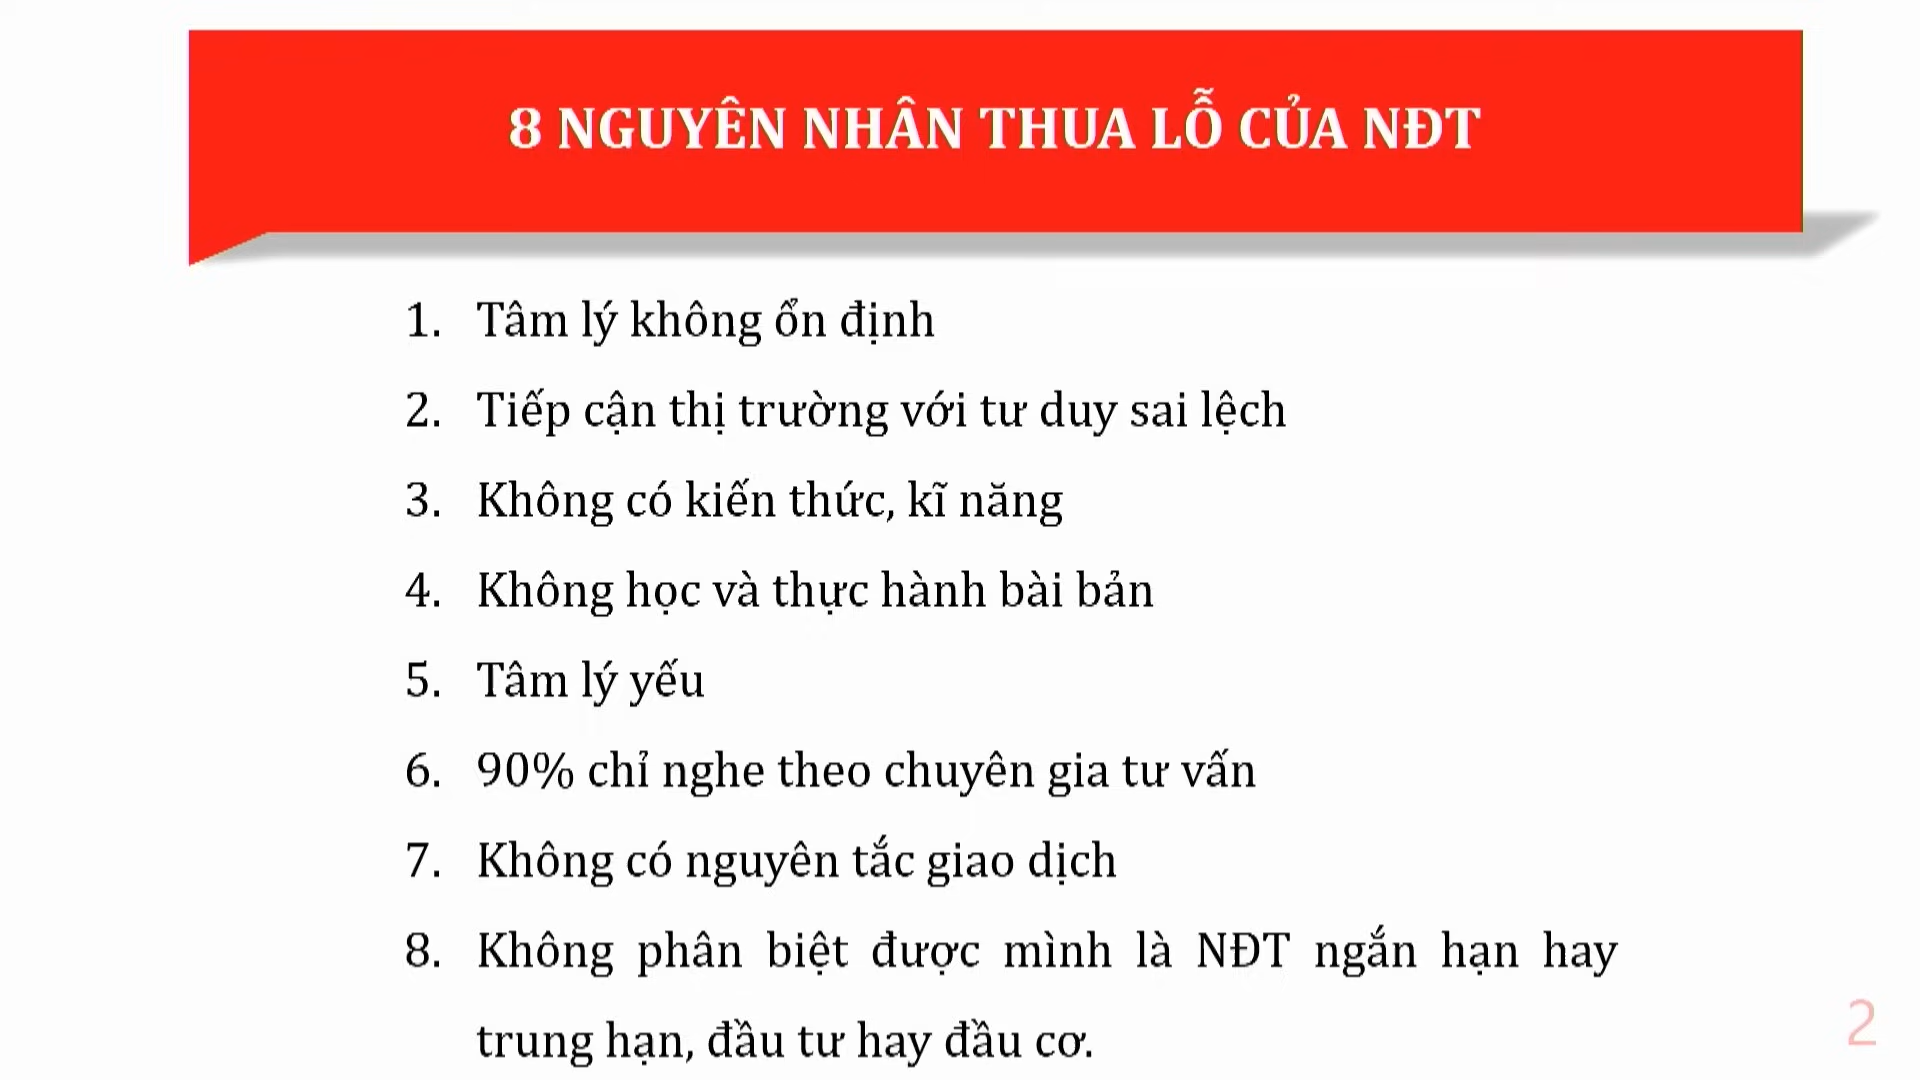 8 NGUYÊN NHÂN THUA LỖ CỦA NĐT
1. Tâm lý không ổn định
2. Tiếp cận thị trường với tư duy sai lệch
3. Không có kiến thức, kĩ năng
4. Không học và thực hành bài bản
5. Tâm lý yếu
6. 90% chỉ nghe theo chuyên gia tư vấn
7. Không có nguyên tắc giao dịch
8. Không phân biệt được mình là NĐT ngắn hạn hay
trung hạn, đầu tư hay đầu cơ.
2